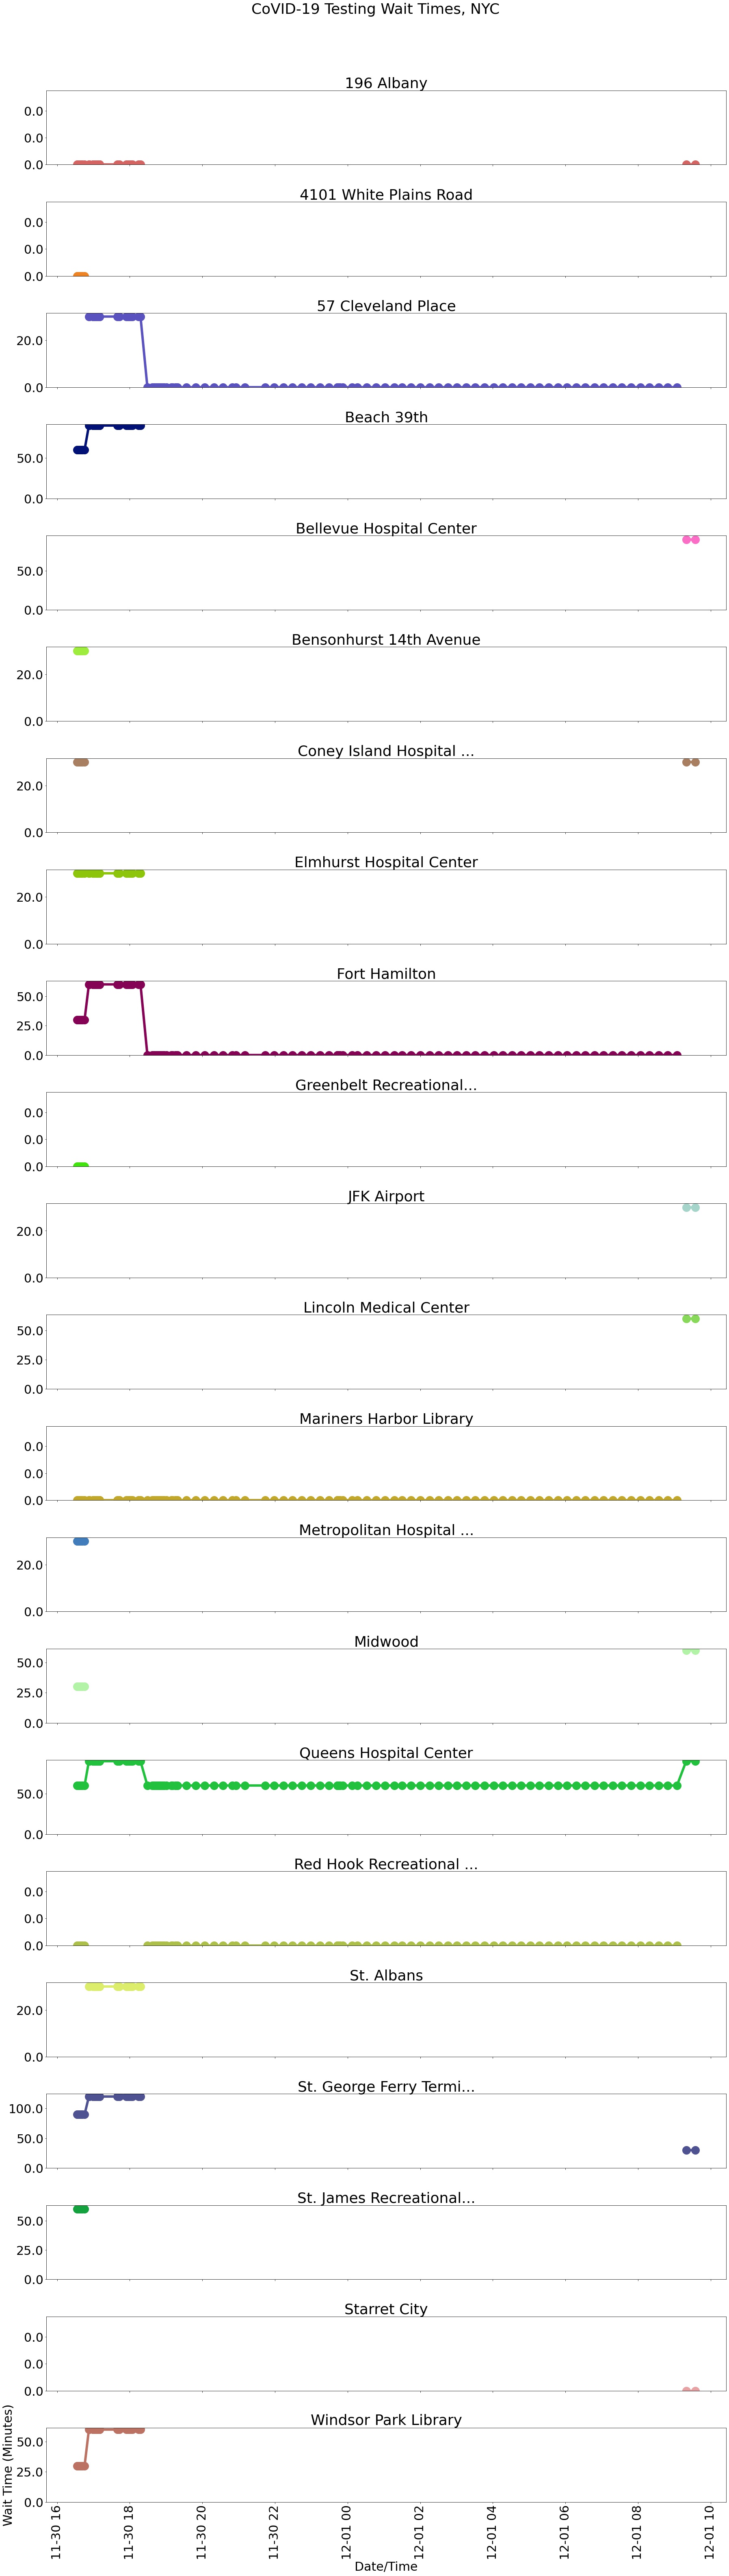 CoVID-19 Testing Wait Times, NYC
196 Albany
0.0
0.0
0.0
4101 White Plains Road
0.0
0.0
0.0
57 Cleveland Place
20.0
0.0
Beach 39th
50.0
0.0
Bellevue Hospital Center
50.0
0.0
Bensonhurst 14th Avenue
20.0
0.0
Coney Island Hospital ...
20.0
0.0
Elmhurst Hospital Center
20.0
0.0
Fort Hamilton
50.0
25.0
0.0
Greenbelt Recreational...
0.0
0.0
0.0
JFK Airport
20.0
0.0
Lincoln Medical Center
50.0
25.0
0.0
Mariners Harbor Library
0.0
0.0
0.0
Metropolitan Hospital ...
20.0
0.0
Midwood
50.0
25.0
0.0
Queens Hospital Center
50.0
0.0
Red Hook Recreational ...
0.0
0.0
0.0
St. Albans
20.0
0.0
St. George Ferry Termi...
100.0
50.0
0.0
St. James Recreational...
50.0
25.0
0.0
Starret City
0.0
0.0
0.0
Windsor Park Library
50.0
25.0
0.0
Wait Time (Minutes)
11-30 16
11-30 18
11-30 20
11-30 22
12-01 00
12-01 02
12-01 04
12-01 06
12-01 08
12-01 10
Date/Time